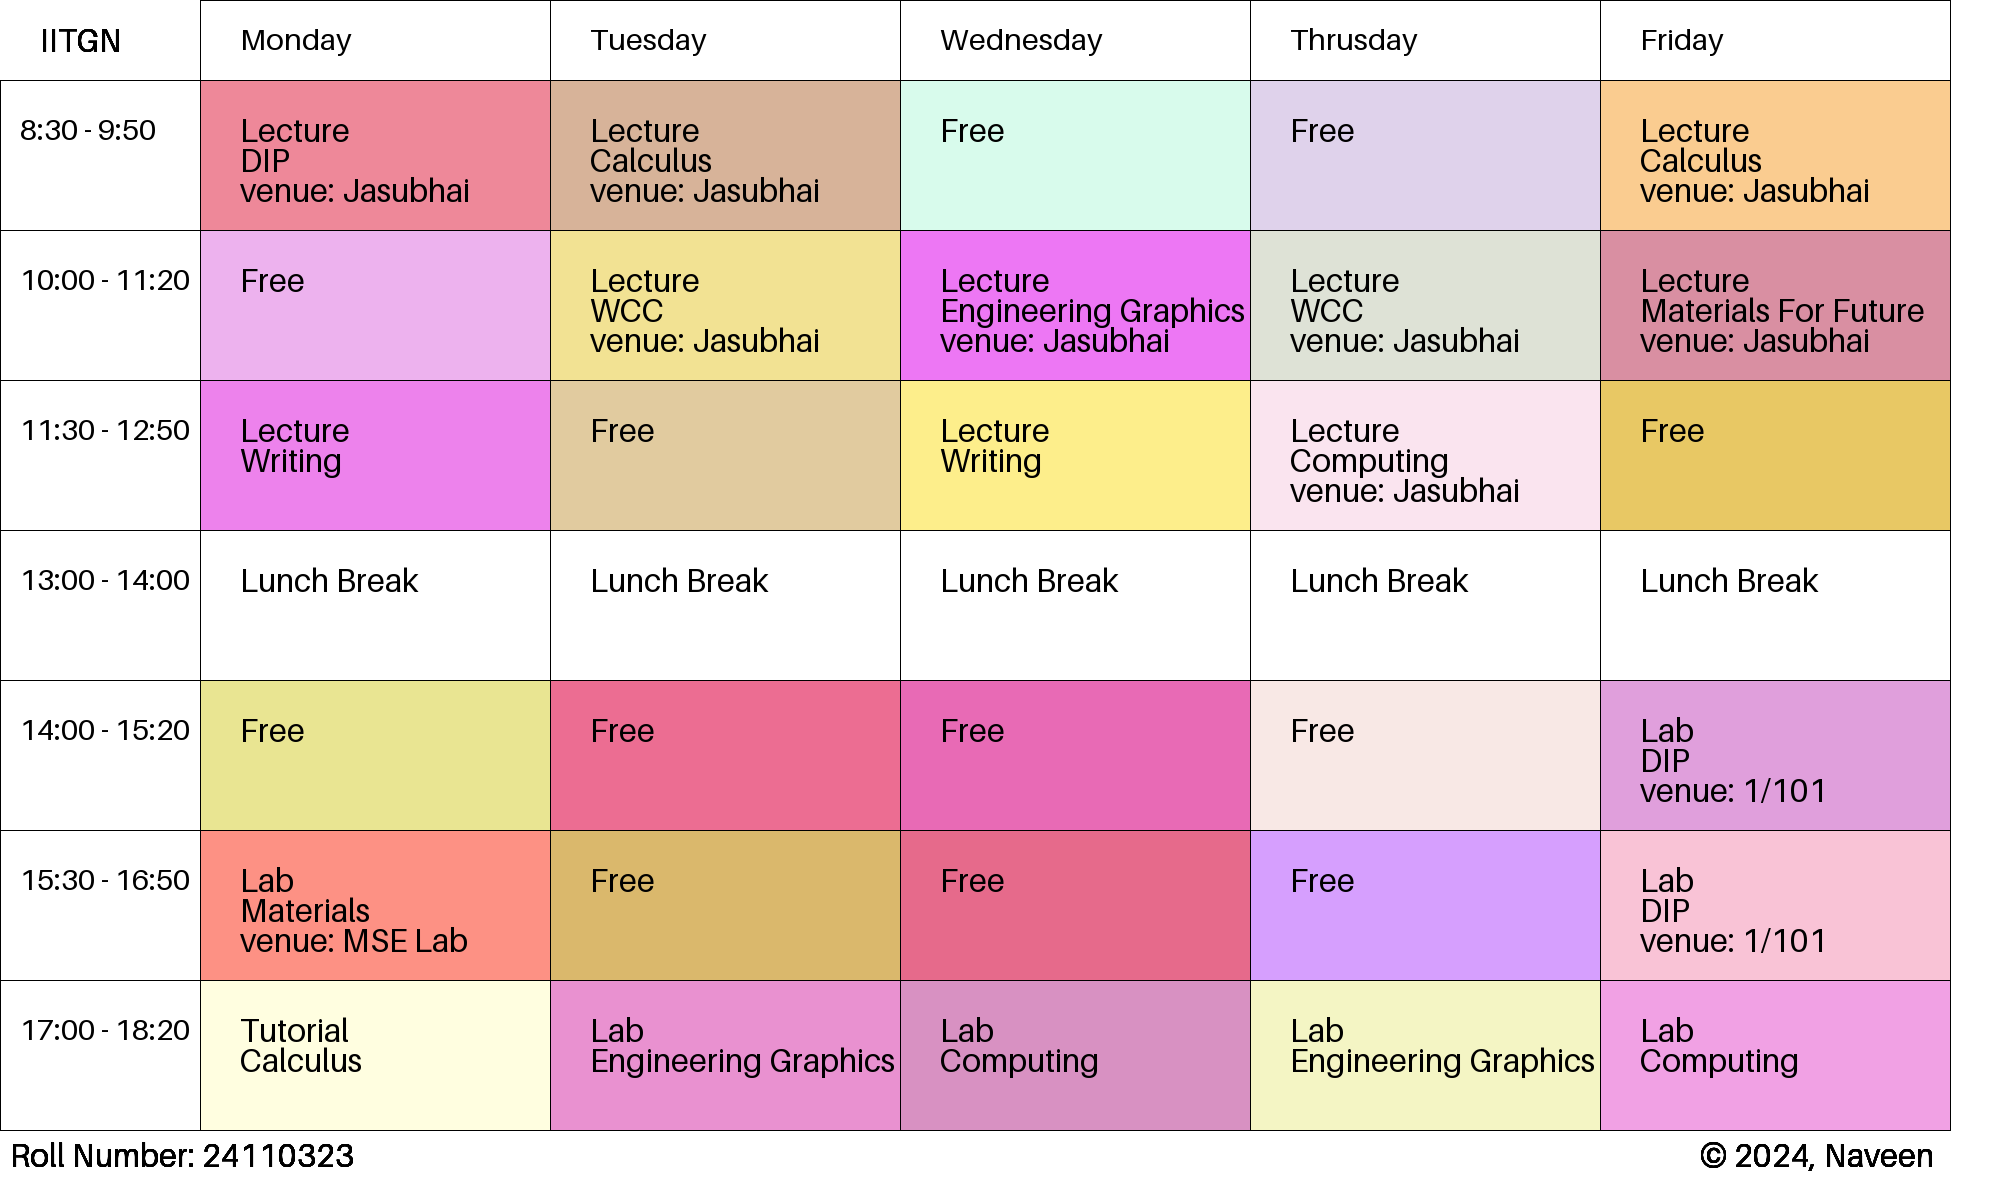 IITGN
Monday
Tuesday
Wednesday
Thrusday
Friday
8:30 - 9:50
Lecture
DIP
venue: Jasubhai
Lecture
Calculus
venue: Jasubhai
Free
Free
Lecture
Calculus
venue: Jasubhai
10:00 - 11:20
Free
Lecture
WCC
venue: Jasubhai
Lecture
Engineering Graphics
venue: Jasubhai
Lecture
WCC
venue: Jasubhai
Lecture
Materials For Future
venue: Jasubhai
11:30 - 12:50
Lecture
Writing
Free
Lecture
Writing
Lecture
Computing
venue: Jasubhai
Free
13:00 - 14:00
Lunch Break
Lunch Break
Lunch Break
Lunch Break
Lunch Break
14:00 - 15:20
Free
Free
Free
Free
Lab
DIP
venue: 1/101
15:30 - 16:50
Lab
Materials
venue: MSE Lab
Free
Free
Free
Lab
DIP
venue: 1/101
17:00 - 18:20
Tutorial
Calculus
Lab
Engineering Graphics
Lab
Computing
Lab
Engineering Graphics
Lab
Computing
Roll Number: 24110323
© 2024, Naveen